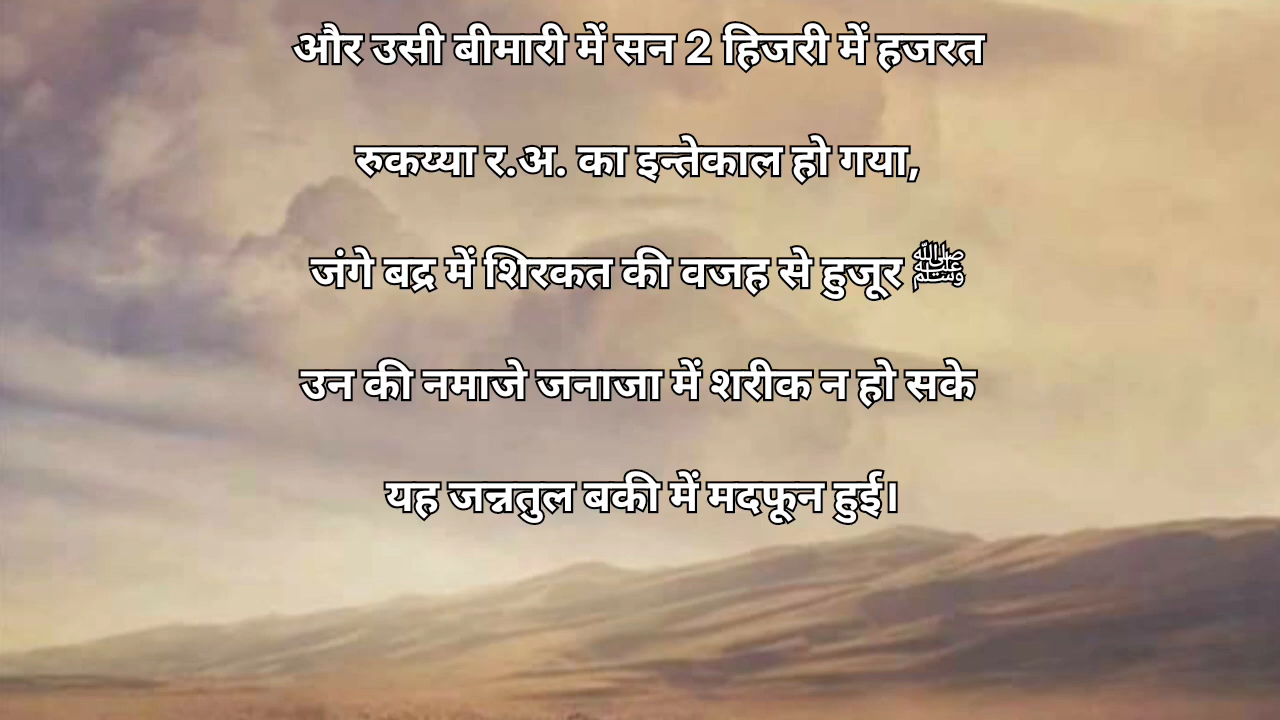 और उसी बीमारी में सन 2 हिजरी में हजरत
रुकय्या र.अ. का इन्तेकाल हो गया,
जंगे बद्र में शिरकत की वजह से हुजूर ﷺ
उन की नमाजे जनाजा में शरीक न हो सके
यह जन्नतुल बकी में मदफून हुई।